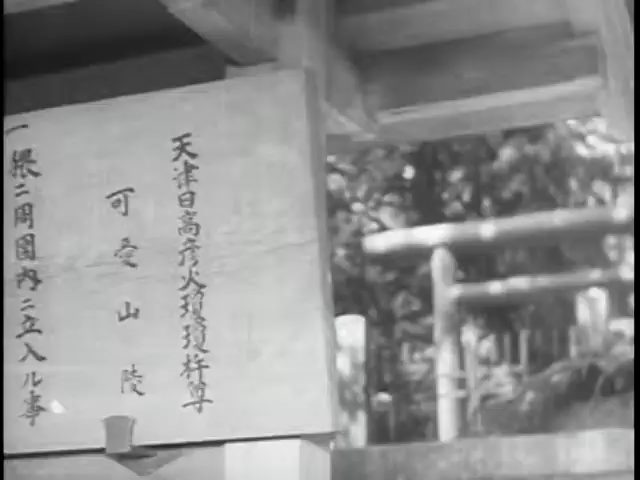 天津日高彦火瓊瓊杵尊
可愛山陵
一猥ニ周圍内ニ立入ル事